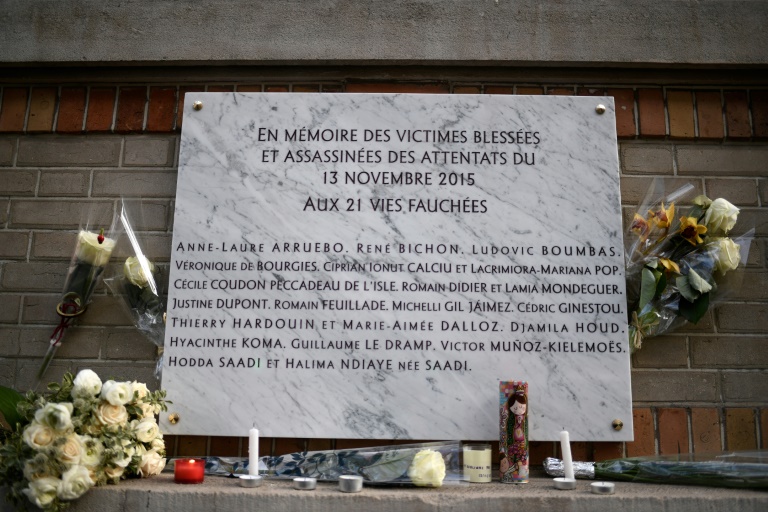 EN MÉMOIRE DES VICTIMES BLESSÉES
ET ASSASSINÉES DES ATTENTATS DU
13 NOVEMBRE 2015
AUX 21 VIES FAUCHÉES
ANNE-LAURE ARRUEBO. RENÉ BICHON. LUDOVIC BOUMBAS.
VÉRONIQUE DE BOURGIES. CIPRIAN IONUT CALCIU ET LACRIMIORA-MARIANA POP.
CÉCILE COUDON PECCADEAU DE L'ISLE. ROMAIN DIDIER ET LAMIA MONDEGUER.
JUSTINE DUPONT. ROMAIN FEUILLADE. MICHELLI GIL JÁIMEZ. CÉDRIC GINESTOU.
THIERRY HARDOUIN ET MARIE-AIMÉE DALLOZ. DJAMILA HOUD.
HYACINTHE KOMA. GUILLAUME LE DRAMP. VICTOR MUÑOZ-KIELEMOËS.
HODDA SAADI ET HALIMA NDIAYE NÉE SAADI.